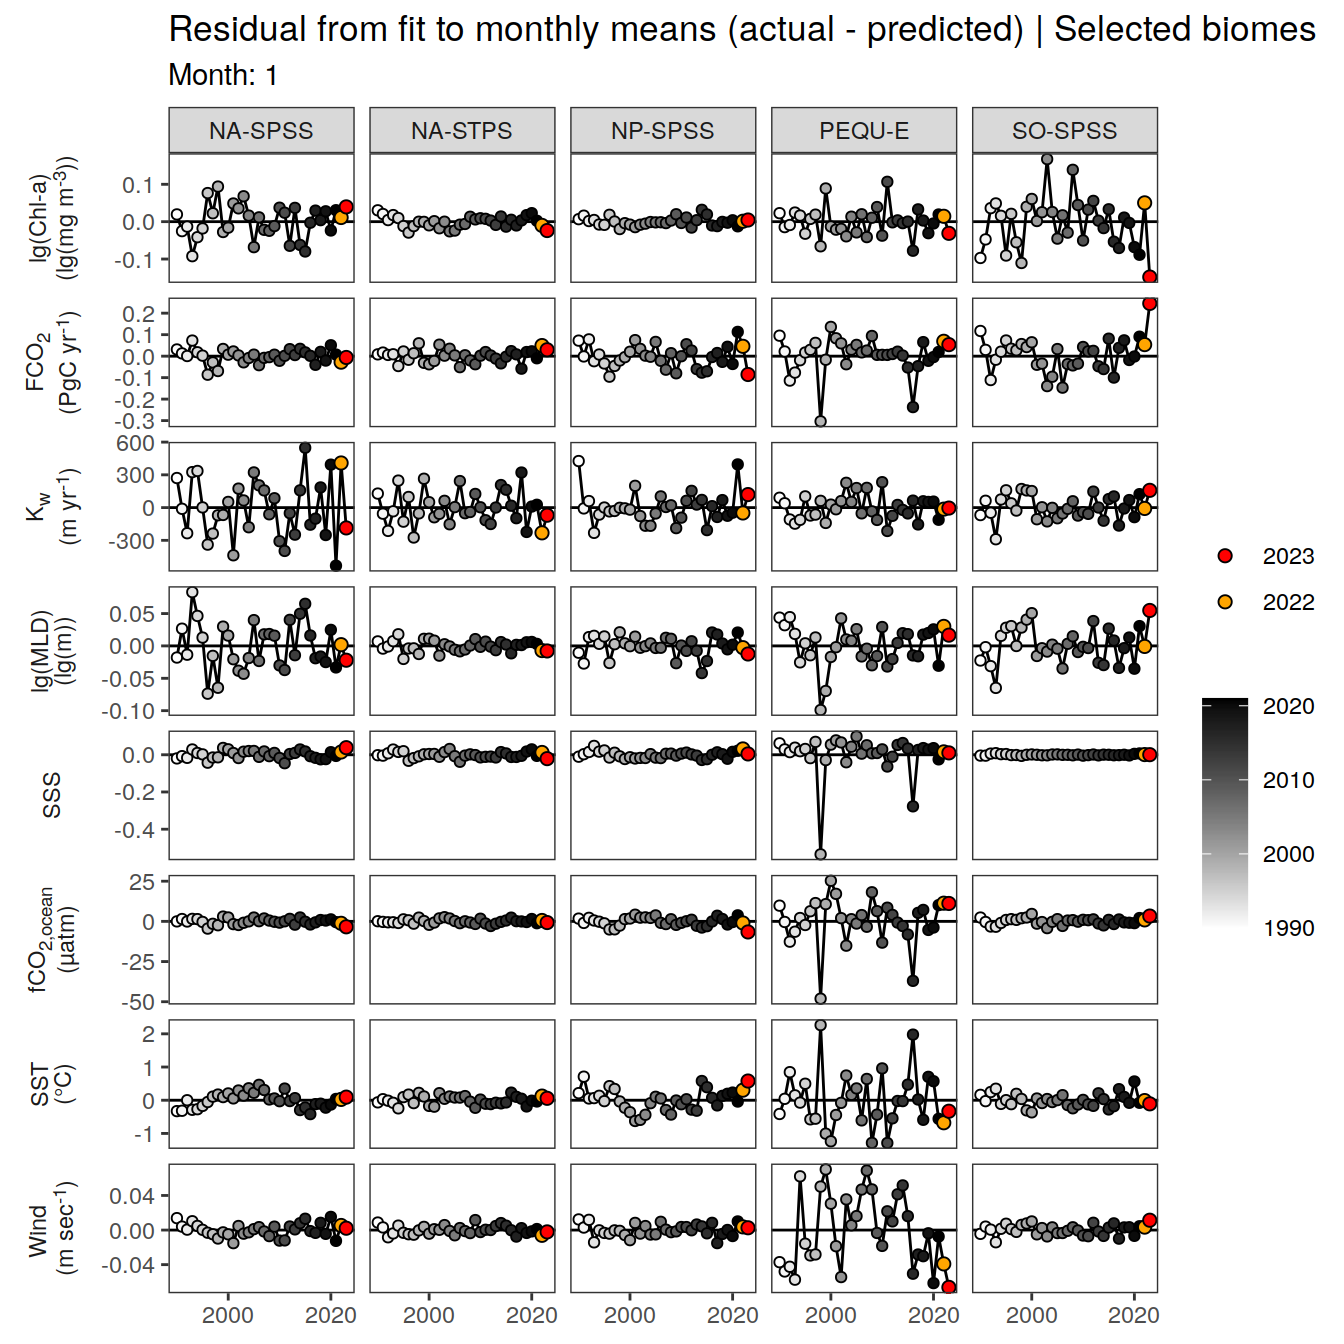 Residual from fit to monthly means (actual - predicted) | Selected biomes
Month: 1
NA-SPSS NA-STPS NP-SPSS PEQU-E SO-SPSS
lg(Chl-a)
(lg(mg m⁻³))
0.1
0.0
-0.1
FCO₂
(PgC yr⁻¹)
0.2
0.1
0.0
-0.1
-0.2
-0.3
K_w
(m yr⁻¹)
600
300
0
-300
lg(MLD)
(lg(m))
0.05
0.00
-0.05
-0.10
SSS
0.0
-0.2
-0.4
fCO₂,ocean
(µatm)
25
0
-25
-50
SST
(°C)
2
1
0
-1
Wind
(m sec⁻¹)
0.04
0.00
-0.04
2000 2020 2000 2020 2000 2020 2000 2020 2000 2020
2023
2022
2020
2010
2000
1990